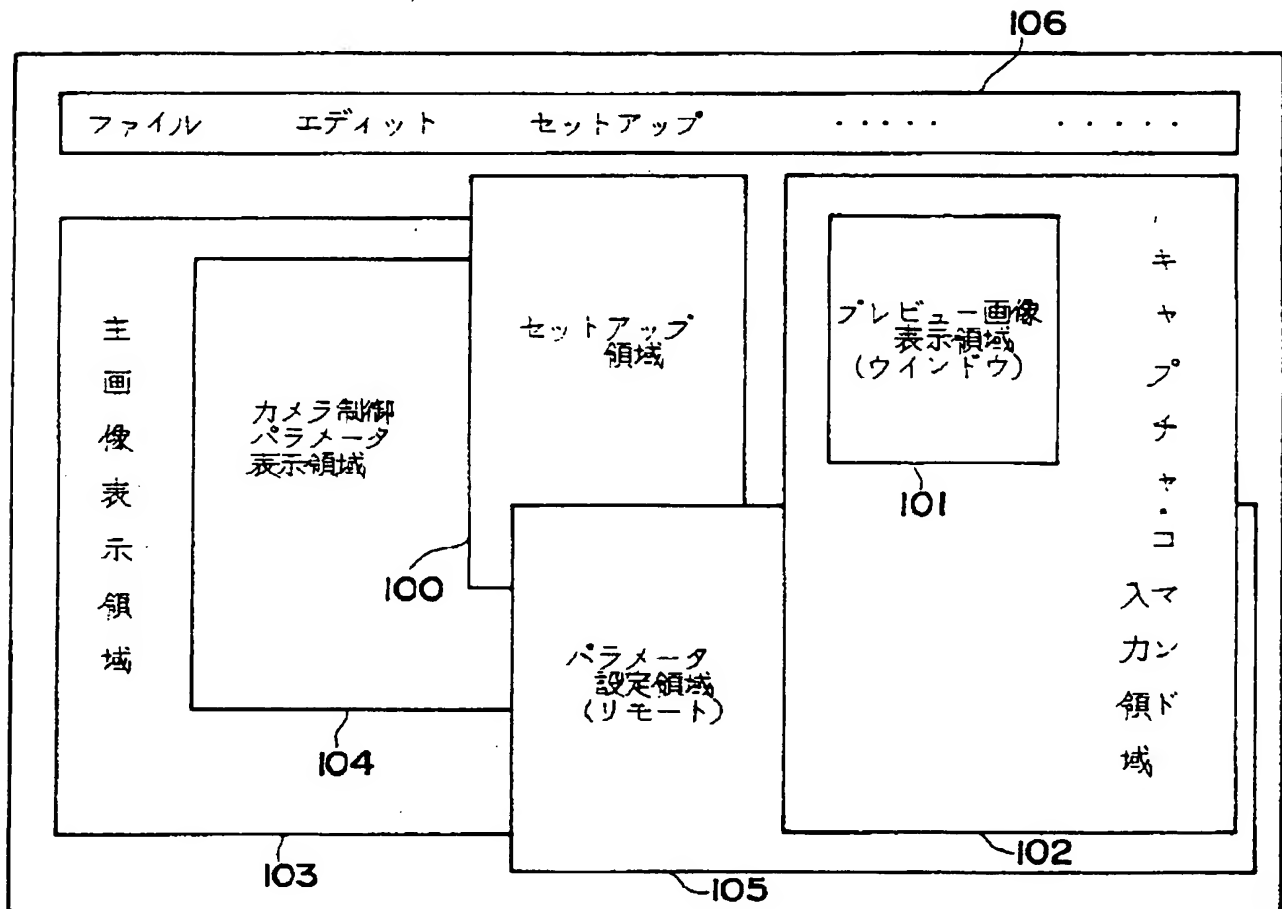 106
ファイル エディット セットアップ ‥‥‥ ‥‥‥
主画像表示領域
カメラ制御
パラメータ
表示領域
104
103
セットアップ
領域
100
プレビュー画像
表示領域
(ウインドウ)
101
キャプチャ・コマンド
入力領域
102
パラメータ
設定領域
(リモート)
105